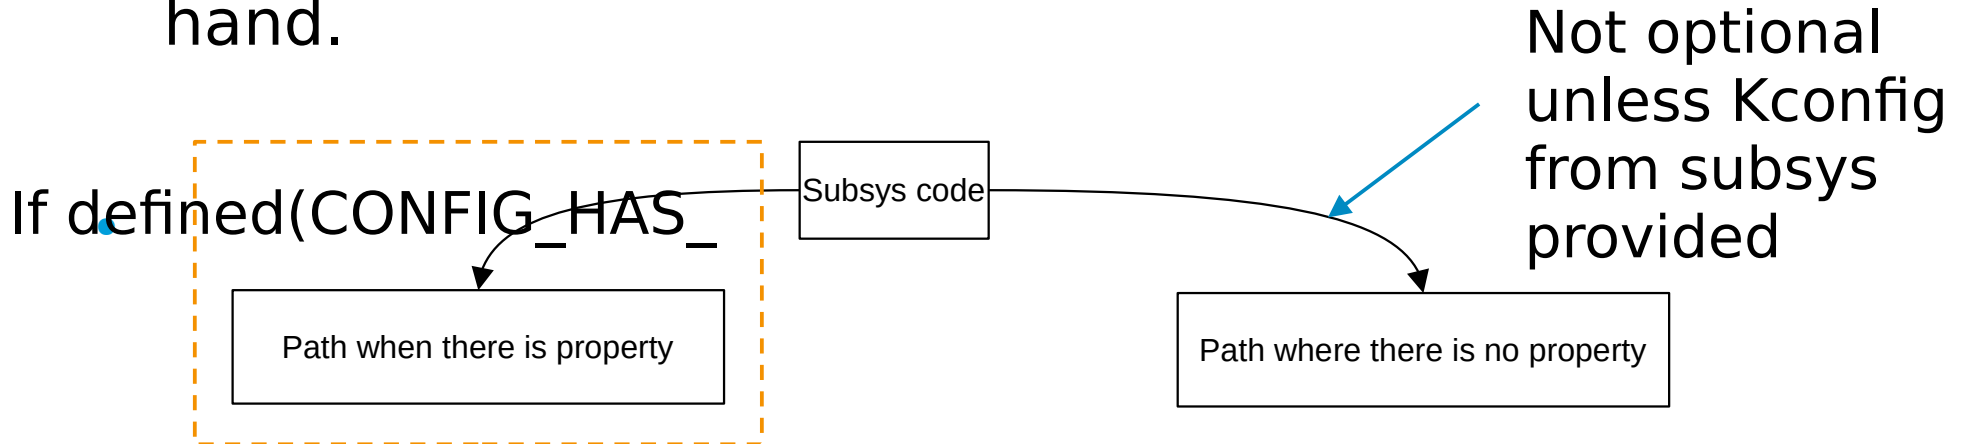 hand.
Not optional
unless Kconfig
from subsys
provided
Subsys code
If defined(CONFIG_HAS_
Path when there is property
Path where there is no property